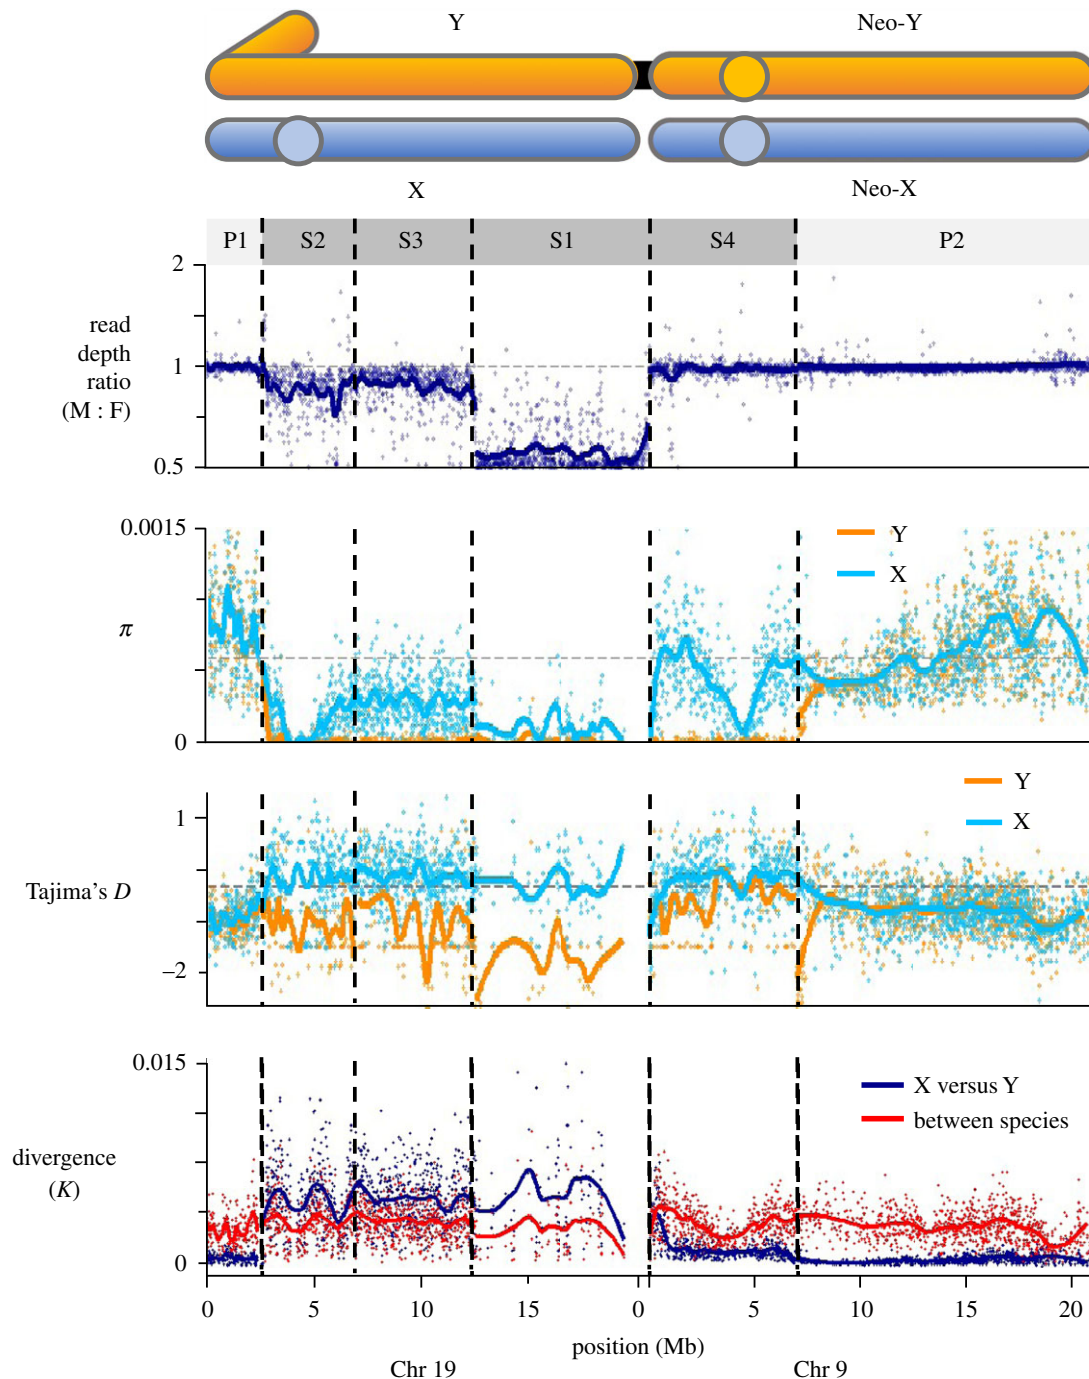 Y Neo-Y
X Neo-X
P1 S2 S3 S1 S4 P2
2
read
depth
ratio
(M : F)
1
0.5
0.0015
π
0
Y
X
1
Tajima's D
−2
Y
X
0.015
divergence
(K)
0
X versus Y
between species
0 5 10 15 0 5 10 15 20
position (Mb)
Chr 19 Chr 9